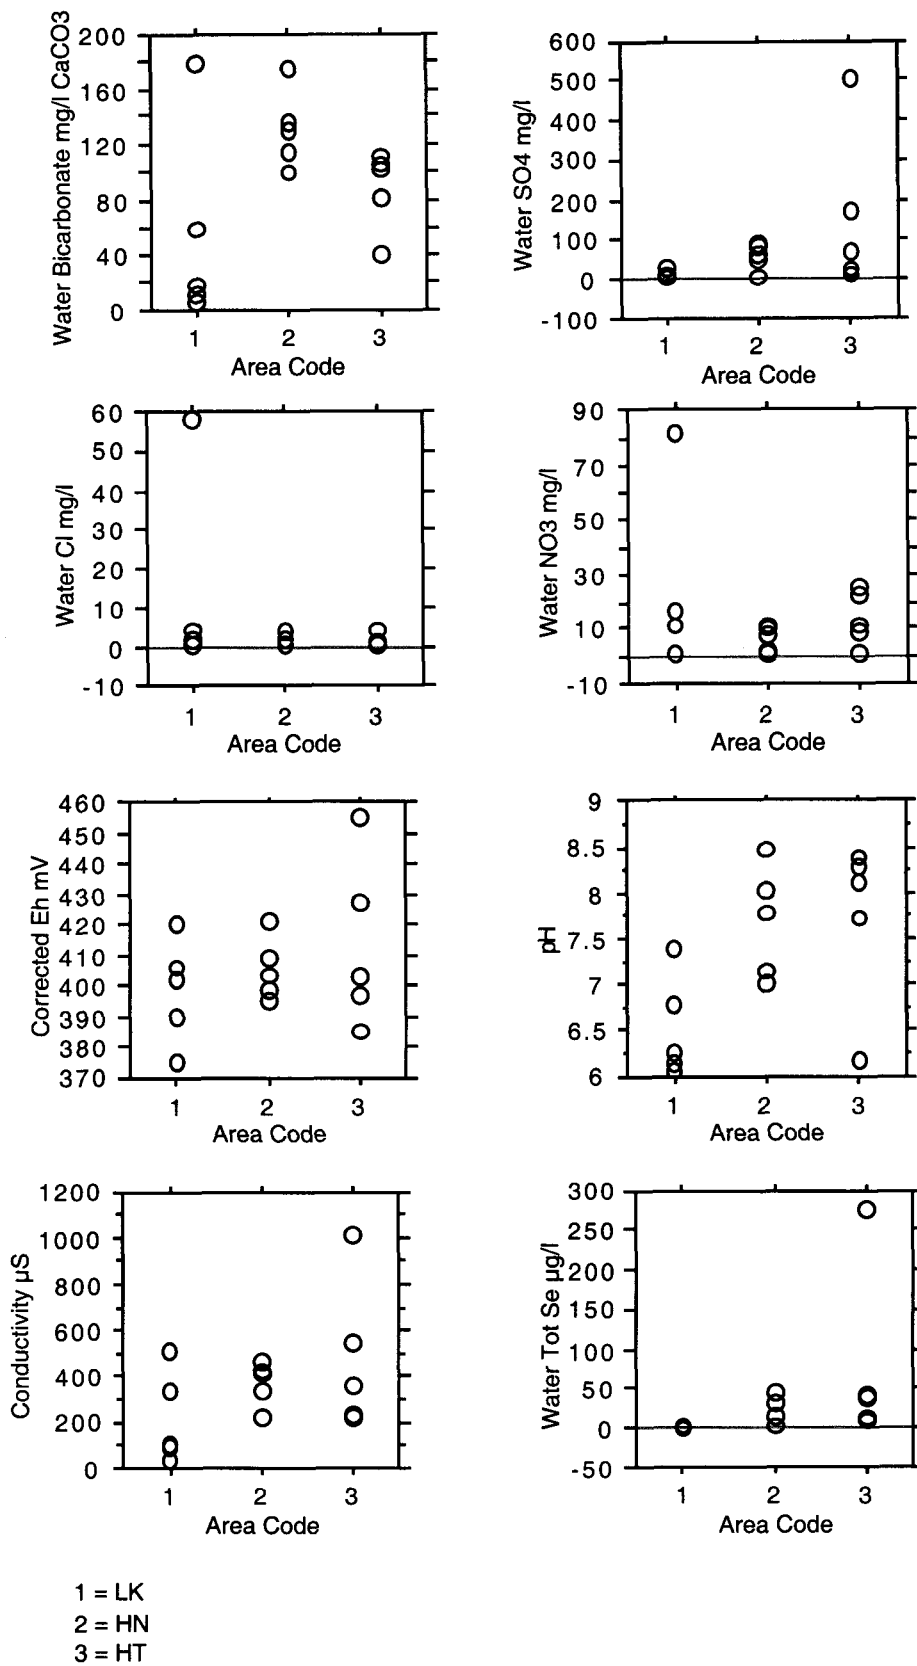 Water Bicarbonate mg/l CaCO3
200
160
120
80
40
0
1 2 3
Area Code
Water SO4 mg/l
600
500
400
300
200
100
0
-100
1 2 3
Area Code
Water Cl mg/l
60
50
40
30
20
10
0
-10
1 2 3
Area Code
Water NO3 mg/l
90
70
50
30
10
-10
1 2 3
Area Code
Corrected Eh mV
460
450
440
430
420
410
400
390
380
370
1 2 3
Area Code
pH
9
8.5
8
7.5
7
6.5
6
1 2 3
Area Code
Conductivity µS
1200
1000
800
600
400
200
0
1 2 3
Area Code
Water Tot Se µg/l
300
250
200
150
100
50
0
-50
1 2 3
Area Code
1 = LK
2 = HN
3 = HT